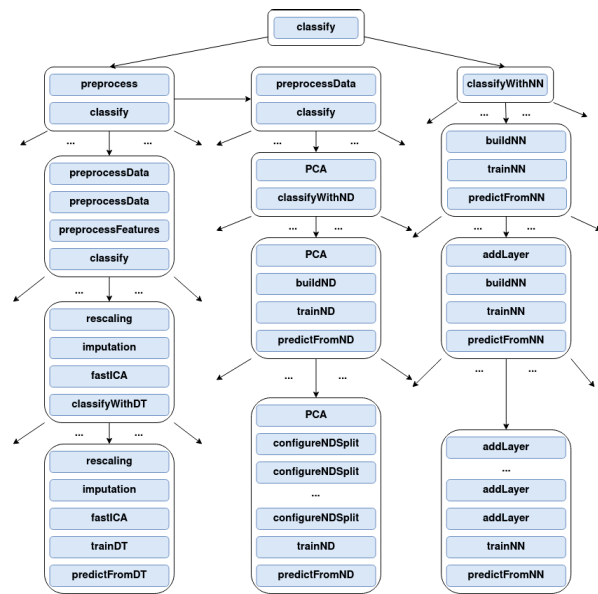 classify
preprocess
classify
...
...
preprocessData
preprocessData
preprocessFeatures
classify
...
...
rescaling
imputation
fastICA
classifyWithDT
...
...
rescaling
imputation
fastICA
trainDT
predictFromDT
preprocessData
classify
...
...
PCA
classifyWithND
...
...
PCA
buildND
trainND
predictFromND
...
...
PCA
configureNDSplit
configureNDSplit
...
configureNDSplit
trainND
predictFromND
classifyWithNN
...
...
buildNN
trainNN
predictFromNN
...
...
addLayer
buildNN
trainNN
predictFromNN
...
...
addLayer
...
addLayer
addLayer
trainNN
predictFromNN